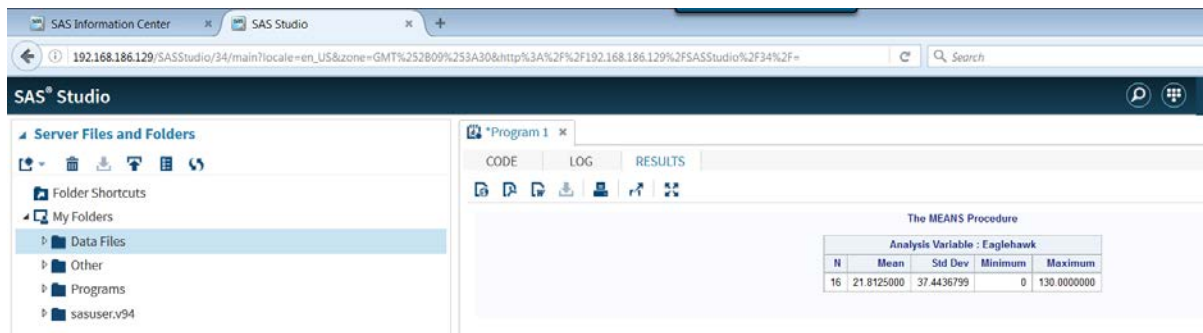 SAS Information Center × SAS Studio × +
192.168.186.129/SASStudio/34/main?locale=en_US&zone=GMT%252B09%253A30&http%3A%2F%2F192.168.186.129%2FSASStudio%2F34%2F= Search
SAS® Studio
Server Files and Folders
*Program 1 ×
CODE LOG RESULTS
Folder Shortcuts
My Folders
Data Files
Other
Programs
sasuser.v94
The MEANS Procedure
Analysis Variable : Eaglehawk
N Mean Std Dev Minimum Maximum
16 21.8125000 37.4436799 0 130.0000000